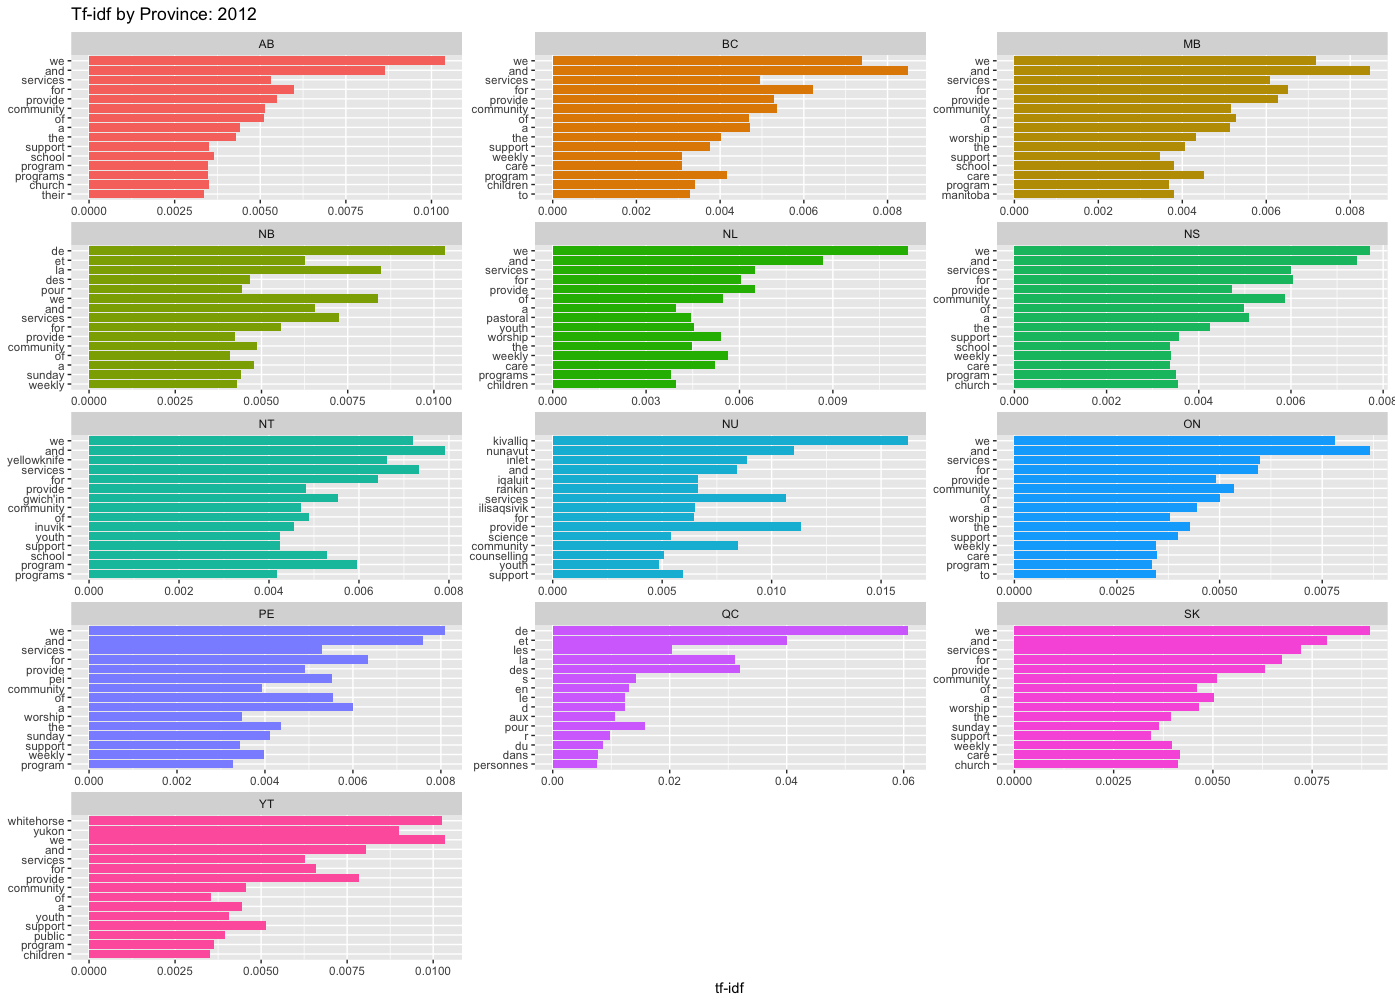 Tf-idf by Province: 2012
AB
we
and
services
for
provide
community
of
a
the
support
school
program
programs
church
their
0.0000 0.0025 0.0050 0.0075 0.0100
BC
we
and
services
for
provide
community
of
a
the
support
weekly
care
program
children
to
0.000 0.002 0.004 0.006 0.008
MB
we
and
services
for
provide
community
of
a
worship
the
support
school
care
program
manitoba
0.000 0.002 0.004 0.006 0.008
NB
de
et
la
des
pour
we
and
services
for
provide
community
of
a
sunday
weekly
0.0000 0.0025 0.0050 0.0075 0.0100
NL
we
and
services
for
provide
of
a
pastoral
youth
worship
the
weekly
care
programs
children
0.000 0.003 0.006 0.009
NS
we
and
services
for
provide
community
of
a
the
support
school
weekly
care
program
church
0.000 0.002 0.004 0.006 0.008
NT
we
and
yellowknife
services
for
provide
gwich'in
community
of
inuvik
youth
support
school
program
programs
0.000 0.002 0.004 0.006 0.008
NU
kivalliq
nunavut
inlet
and
iqaluit
rankin
services
ilisaqsivik
for
provide
science
community
counselling
youth
support
0.000 0.005 0.010 0.015
ON
we
and
services
for
provide
community
of
a
worship
the
support
weekly
care
program
to
0.0000 0.0025 0.0050 0.0075
PE
we
and
services
for
provide
pei
community
of
a
worship
the
sunday
support
weekly
program
0.000 0.002 0.004 0.006 0.008
QC
de
et
les
la
des
s
en
le
d
aux
pour
r
du
dans
personnes
0.00 0.02 0.04 0.06
SK
we
and
services
for
provide
community
of
a
worship
the
sunday
support
weekly
care
church
0.0000 0.0025 0.0050 0.0075
YT
whitehorse
yukon
we
and
services
for
provide
community
of
a
youth
support
public
program
children
0.0000 0.0025 0.0050 0.0075 0.0100
tf-idf